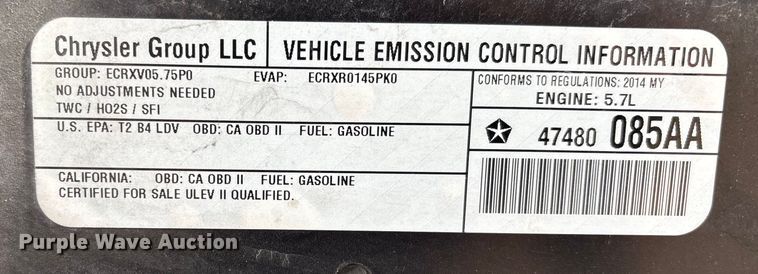 Chrysler Group LLC
VEHICLE EMISSION CONTROL INFORMATION
GROUP: ECRXV05.75P0 EVAP: ECRXR0145PK0
NO ADJUSTMENTS NEEDED
TWC / HO2S / SFI
CONFORMS TO REGULATIONS: 2014 MY
ENGINE: 5.7L
U.S. EPA: T2 B4 LDV OBD: CA OBD II FUEL: GASOLINE
47480 085AA
CALIFORNIA: OBD: CA OBD II FUEL: GASOLINE
CERTIFIED FOR SALE ULEV II QUALIFIED.
Purple Wave Auction